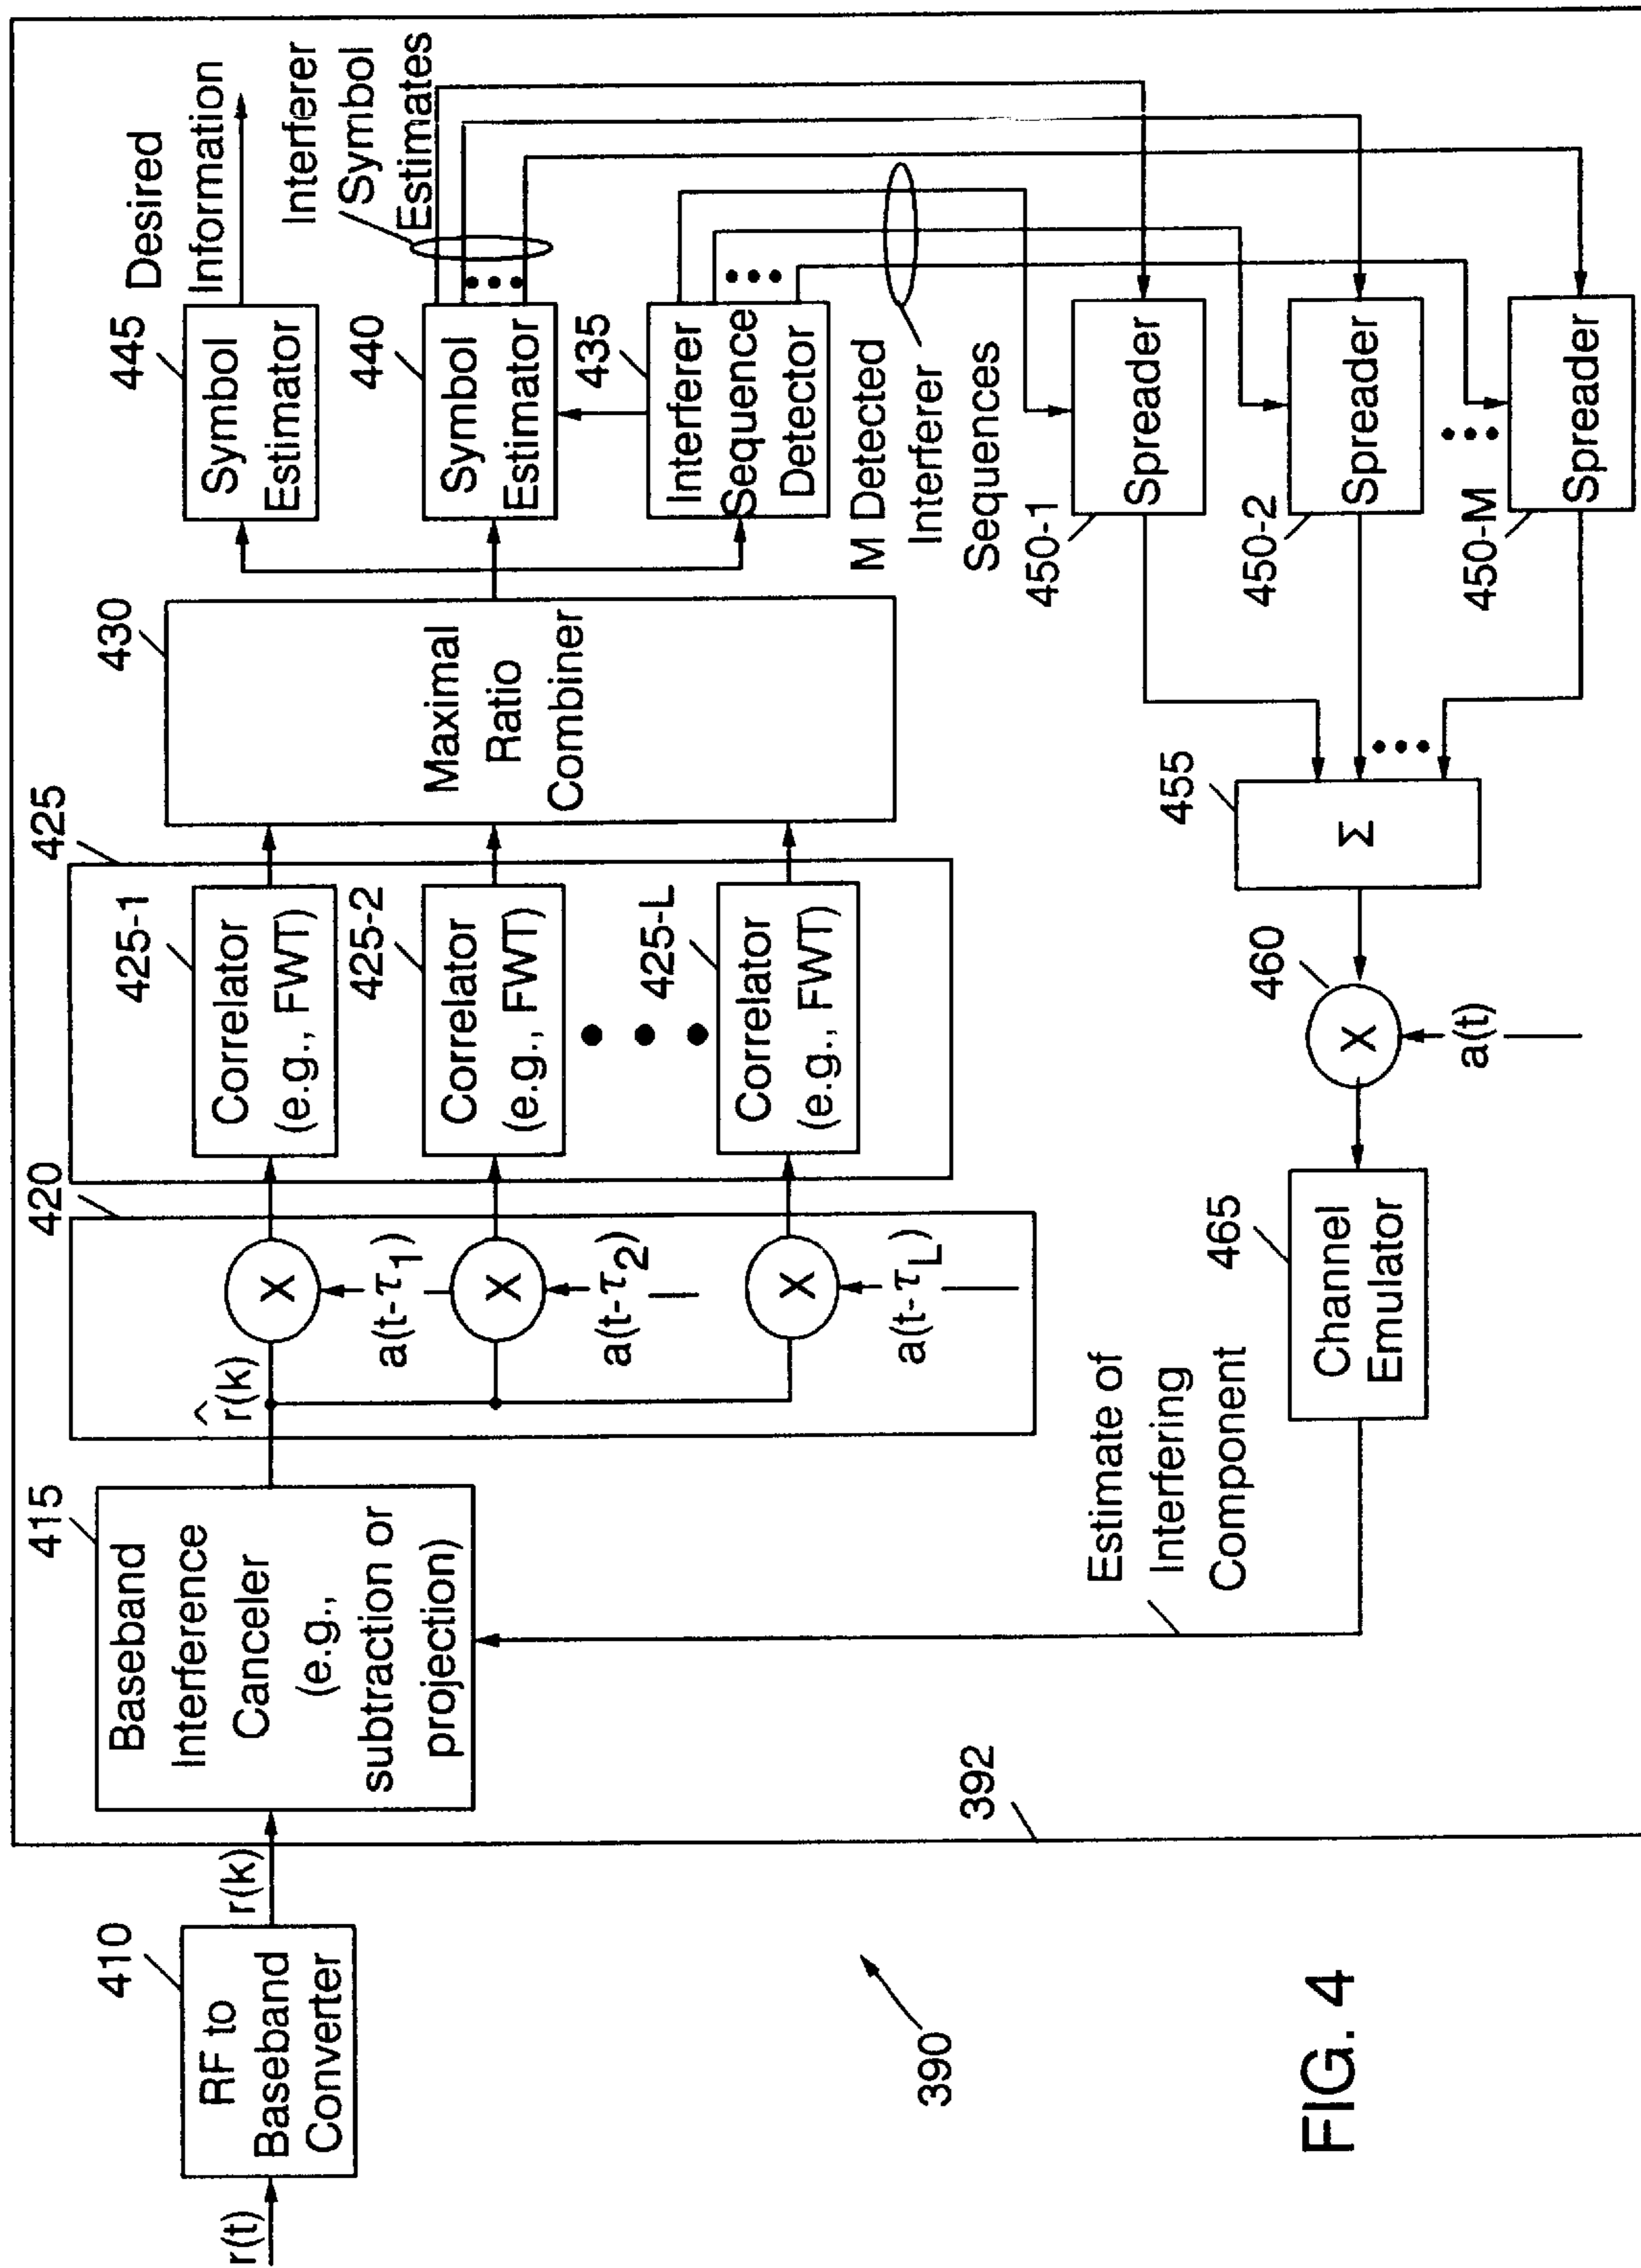 r(t)
410
RF to
Baseband
Converter
r(k)
415
Baseband
Interference
Canceler
(e.g.,
subtraction or
projection)
420
^
r(k)
X
a(t-τ1)
X
a(t-τ2)
X
a(t-τL)
425
425-1
Correlator
(e.g., FWT)
425-2
Correlator
(e.g., FWT)
425-L
Correlator
(e.g., FWT)
430
Maximal
Ratio
Combiner
445
Symbol
Estimator
Desired
Information
440
Symbol
Estimator
Interferer
Symbol
Estimates
435
Interferer
Sequence
Detector
M Detected
Interferer
Sequences
450-1
Spreader
450-2
Spreader
450-M
Spreader
455
Σ
460
X
a(t)
465
Channel
Emulator
Estimate of
Interfering
Component
392
390
FIG. 4